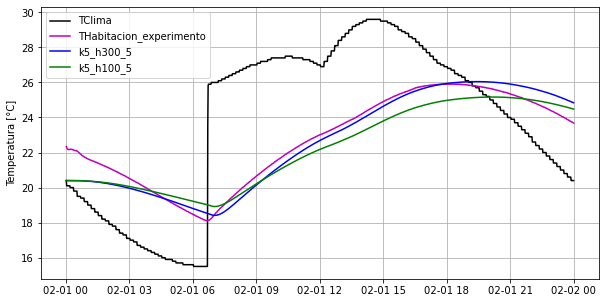 TClima
THabitacion_experimento
k5_h300_5
k5_h100_5
Temperatura [°C]
30
28
26
24
22
20
18
16
02-01 00 02-01 03 02-01 06 02-01 09 02-01 12 02-01 15 02-01 18 02-01 21 02-02 00